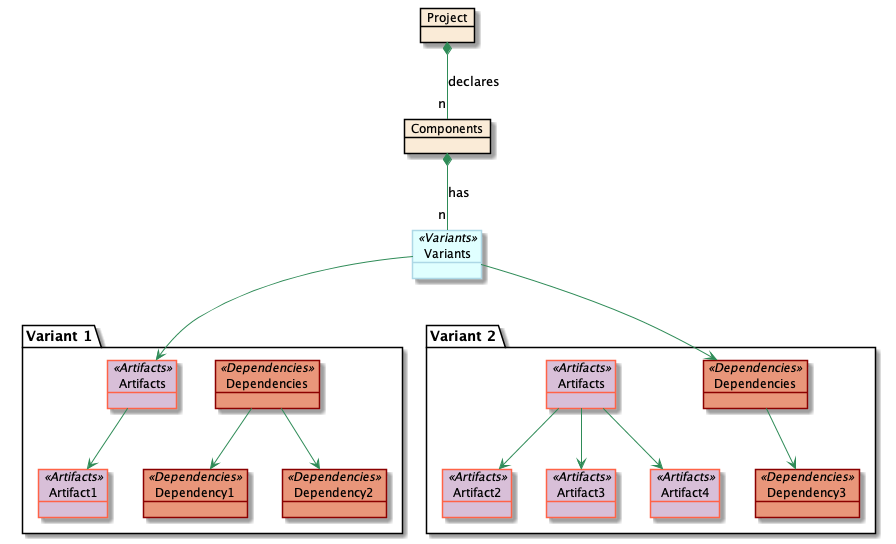 Project
declares
n
Components
has
n
«Variants»
Variants
Variant 1
Variant 2
«Artifacts»
Artifacts
«Dependencies»
Dependencies
«Artifacts»
Artifacts
«Dependencies»
Dependencies
«Artifacts»
Artifact1
«Dependencies»
Dependency1
«Dependencies»
Dependency2
«Artifacts»
Artifact2
«Artifacts»
Artifact3
«Artifacts»
Artifact4
«Dependencies»
Dependency3